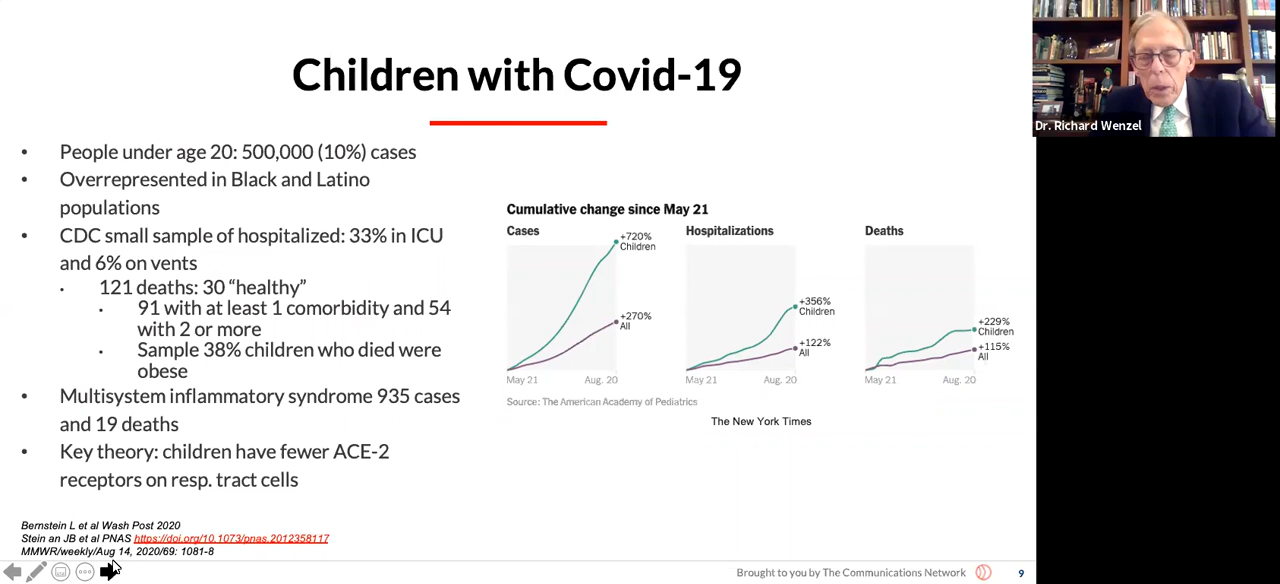 Children with Covid-19
• People under age 20: 500,000 (10%) cases
• Overrepresented in Black and Latino
populations
• CDC small sample of hospitalized: 33% in ICU
and 6% on vents
• 121 deaths: 30 “healthy”
• 91 with at least 1 comorbidity and 54
with 2 or more
• Sample 38% children who died were
obese
• Multisystem inflammatory syndrome 935 cases
and 19 deaths
• Key theory: children have fewer ACE-2
receptors on resp. tract cells
Cumulative change since May 21
Cases
+720%
Children
+270%
All
May 21
Aug. 20
Hospitalizations
+356%
Children
+122%
All
May 21
Aug. 20
Deaths
+229%
Children
+115%
All
May 21
Aug. 20
Source: The American Academy of Pediatrics
The New York Times
Bernstein L et al Wash Post 2020
Stein an JB et al PNAS https://doi.org/10.1073/pnas.2012358117
MMWR/weekly/Aug 14, 2020/69: 1081-8
Brought to you by The Communications Network
9
Dr. Richard Wenzel